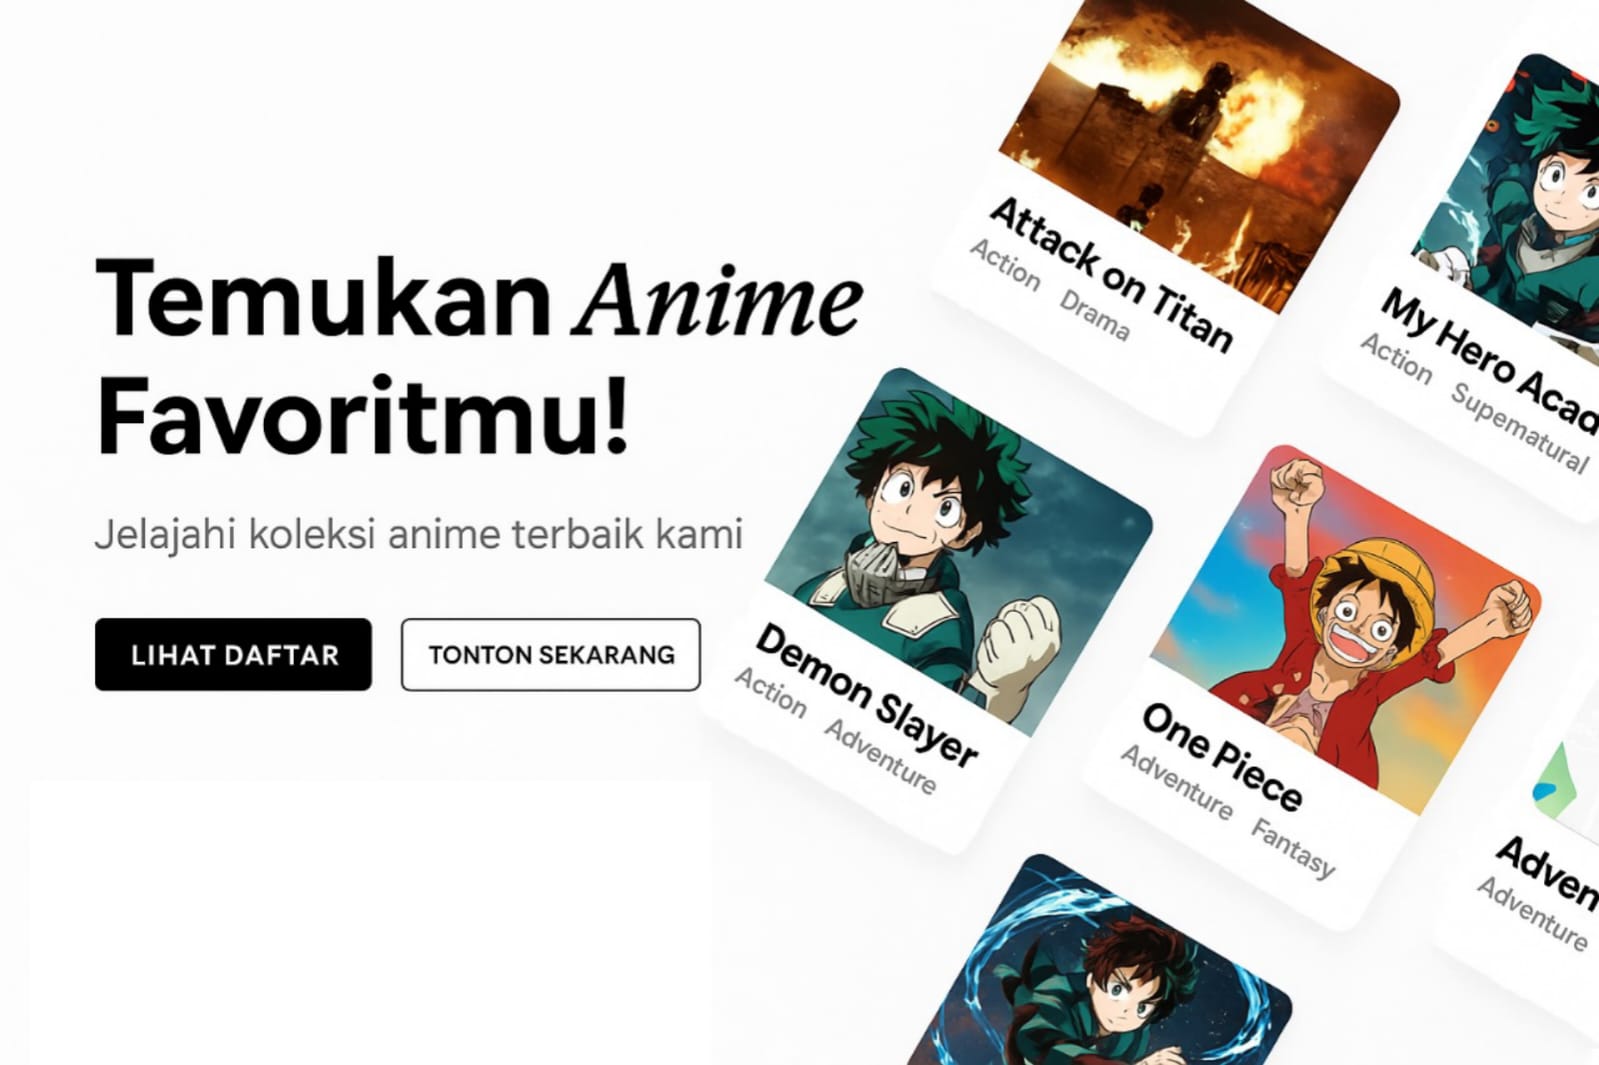 Temukan Anime
Favoritmu!
Jelajahi koleksi anime terbaik kami
LIHAT DAFTAR
TONTON SEKARANG
Attack on Titan
Action Drama
My Hero Acad
Action Supernatural
Demon Slayer
Action Adventure
One Piece
Adventure Fantasy
Adven
Adventure